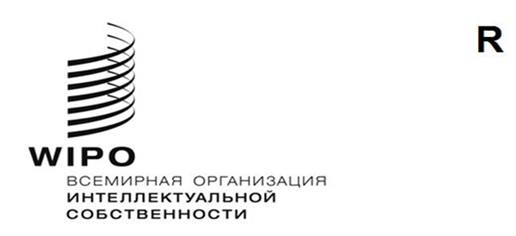 R
WIPO
ВСЕМИРНАЯ ОРГАНИЗАЦИЯ
ИНТЕЛЛЕКТУАЛЬНОЙ
СОБСТВЕННОСТИ